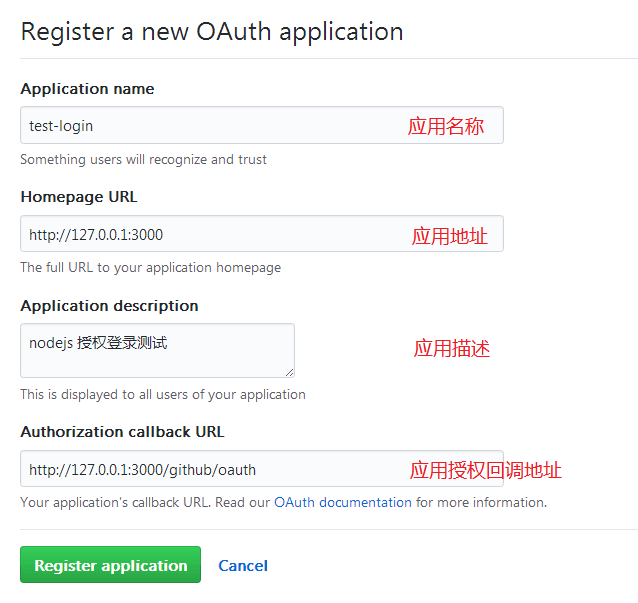 Register a new OAuth application
Application name
test-login 应用名称
Something users will recognize and trust
Homepage URL
http://127.0.0.1:3000 应用地址
The full URL to your application homepage
Application description
nodejs 授权登录测试 应用描述
This is displayed to all users of your application
Authorization callback URL
http://127.0.0.1:3000/github/oauth 应用授权回调地址
Your application's callback URL. Read our OAuth documentation for more information.
Register application Cancel